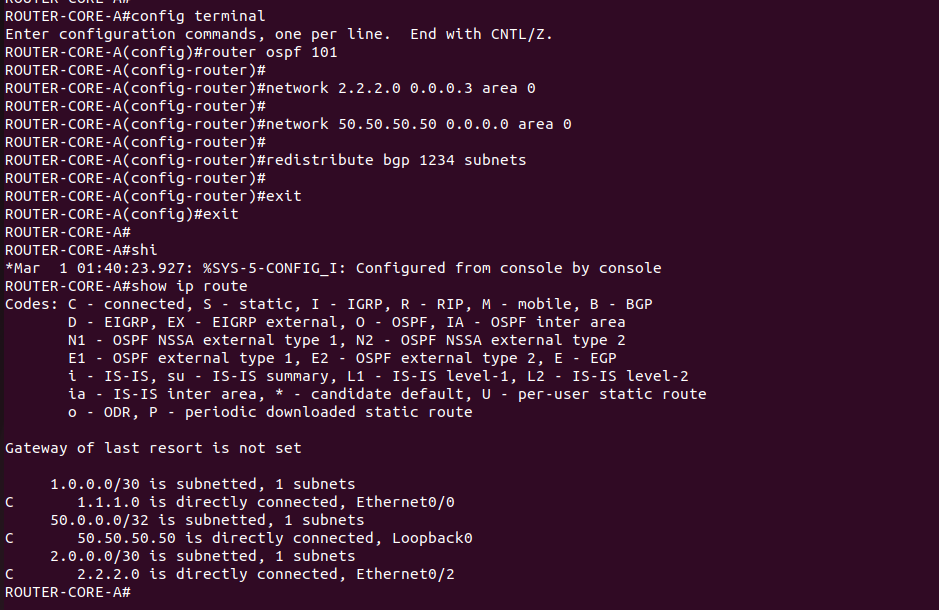 ROUTER-CORE-A#
ROUTER-CORE-A#config terminal
Enter configuration commands, one per line.  End with CNTL/Z.
ROUTER-CORE-A(config)#router ospf 101
ROUTER-CORE-A(config-router)#
ROUTER-CORE-A(config-router)#network 2.2.2.0 0.0.0.3 area 0
ROUTER-CORE-A(config-router)#
ROUTER-CORE-A(config-router)#network 50.50.50.50 0.0.0.0 area 0
ROUTER-CORE-A(config-router)#
ROUTER-CORE-A(config-router)#redistribute bgp 1234 subnets
ROUTER-CORE-A(config-router)#
ROUTER-CORE-A(config-router)#exit
ROUTER-CORE-A(config)#exit
ROUTER-CORE-A#
ROUTER-CORE-A#shi
*Mar  1 01:40:23.927: %SYS-5-CONFIG_I: Configured from console by console
ROUTER-CORE-A#show ip route
Codes: C - connected, S - static, I - IGRP, R - RIP, M - mobile, B - BGP
       D - EIGRP, EX - EIGRP external, O - OSPF, IA - OSPF inter area
       N1 - OSPF NSSA external type 1, N2 - OSPF NSSA external type 2
       E1 - OSPF external type 1, E2 - OSPF external type 2, E - EGP
       i - IS-IS, su - IS-IS summary, L1 - IS-IS level-1, L2 - IS-IS level-2
       ia - IS-IS inter area, * - candidate default, U - per-user static route
       o - ODR, P - periodic downloaded static route
Gateway of last resort is not set
     1.0.0.0/30 is subnetted, 1 subnets
C       1.1.1.0 is directly connected, Ethernet0/0
     50.0.0.0/32 is subnetted, 1 subnets
C       50.50.50.50 is directly connected, Loopback0
     2.0.0.0/30 is subnetted, 1 subnets
C       2.2.2.0 is directly connected, Ethernet0/2
ROUTER-CORE-A#